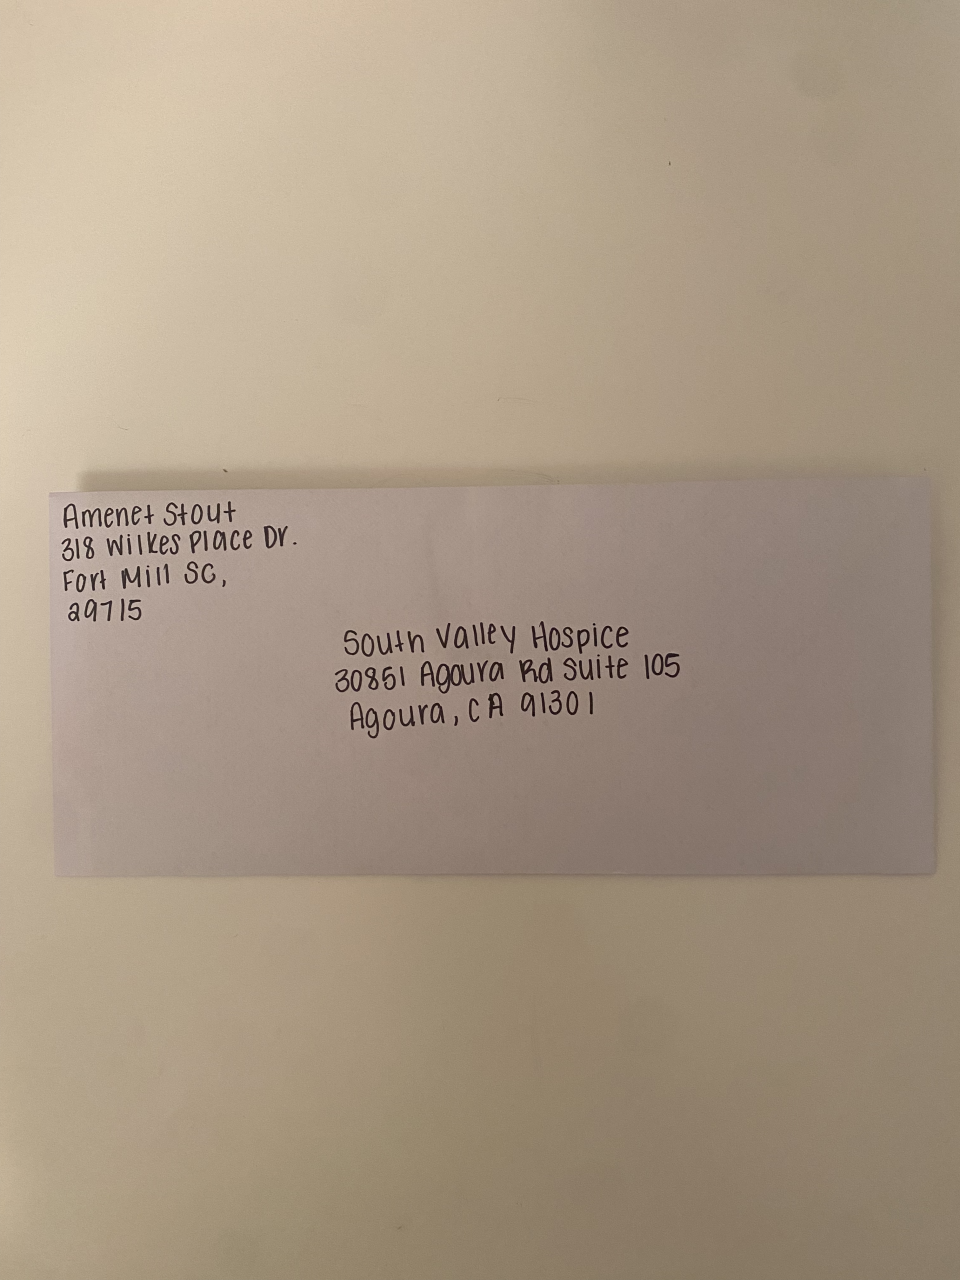 Amenet Stout
318 Wilkes Place Dr.
Fort Mill SC,
29715
South Valley Hospice
30851 Agoura Rd Suite 105
Agoura, CA 91301